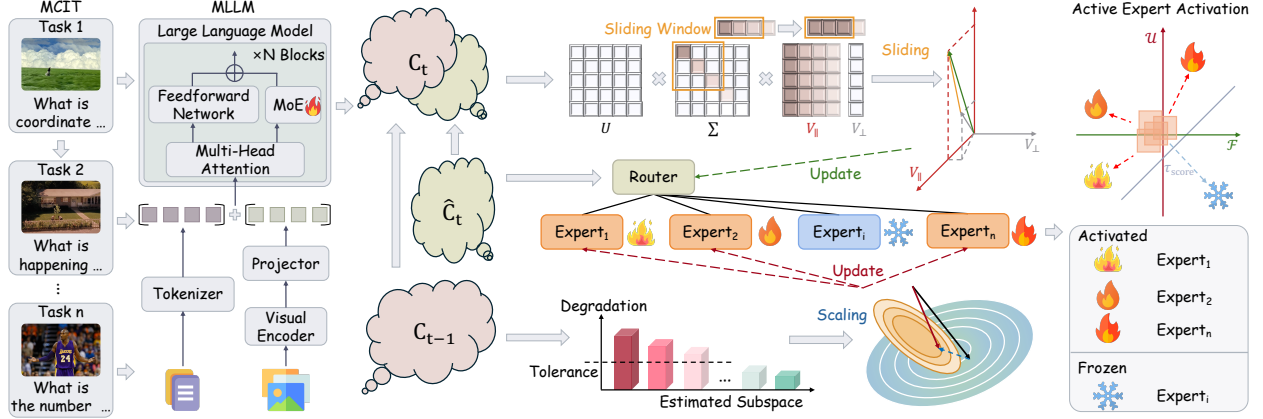 MCIT
Task 1
What is
coordinate ...
Task 2
What is
happening ...
Task n
LAKERS
24
What is
the number ...
MLLM
Large Language Model
×N Blocks
Feedforward
Network
MoE
Multi-Head
Attention
Tokenizer
Projector
Visual
Encoder
C_t
Ĉ_t
C_{t−1}
Sliding Window
U
Σ
V_∥
V_⊥
Sliding
V_⊥
V_∥
Router
Update
Expert_1
Expert_2
Expert_i
Expert_n
Update
Degradation
Tolerance
...
Estimated Subspace
Scaling
Active Expert Activation
𝒰
ℱ
τ_score
Activated
Expert_1
Expert_2
Expert_n
Frozen
Expert_i